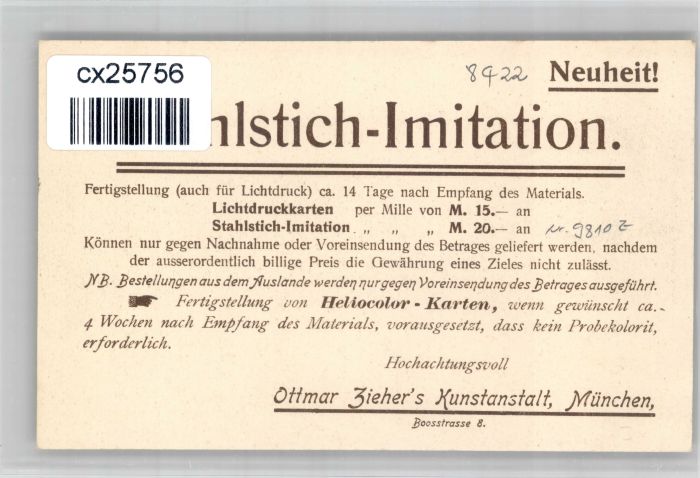 cx25756
8922 Neuheit!
hlstich-Imitation.
Fertigstellung (auch für Lichtdruck) ca. 14 Tage nach Empfang des Materials.
Lichtdruckkarten per Mille von M. 15.— an
Stahlstich-Imitation „ „ „ M. 20.— an Nr. 9810 Z
Können nur gegen Nachnahme oder Voreinsendung des Betrages geliefert werden, nachdem
der ausserordentlich billige Preis die Gewährung eines Zieles nicht zulässt.
NB. Bestellungen aus dem Auslande werden nur gegen Voreinsendung des Betrages ausgeführt.
Fertigstellung von Heliocolor-Karten, wenn gewünscht ca.
4 Wochen nach Empfang des Materials, vorausgesetzt, dass kein Probekolorit,
erforderlich.
Hochachtungsvoll
Ottmar Zieher's Kunstanstalt, München,
Boosstrasse 8.